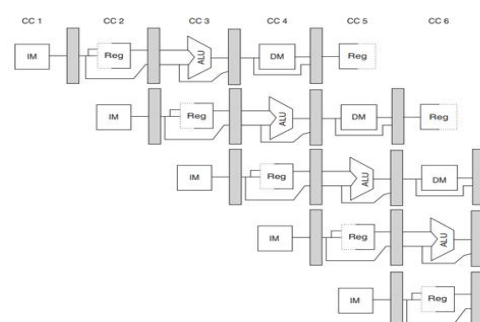 CC 1 CC 2 CC 3 CC 4 CC 5 CC 6
IM Reg ALU DM Reg
IM Reg ALU DM Reg
IM Reg ALU DM
IM Reg ALU
IM Reg